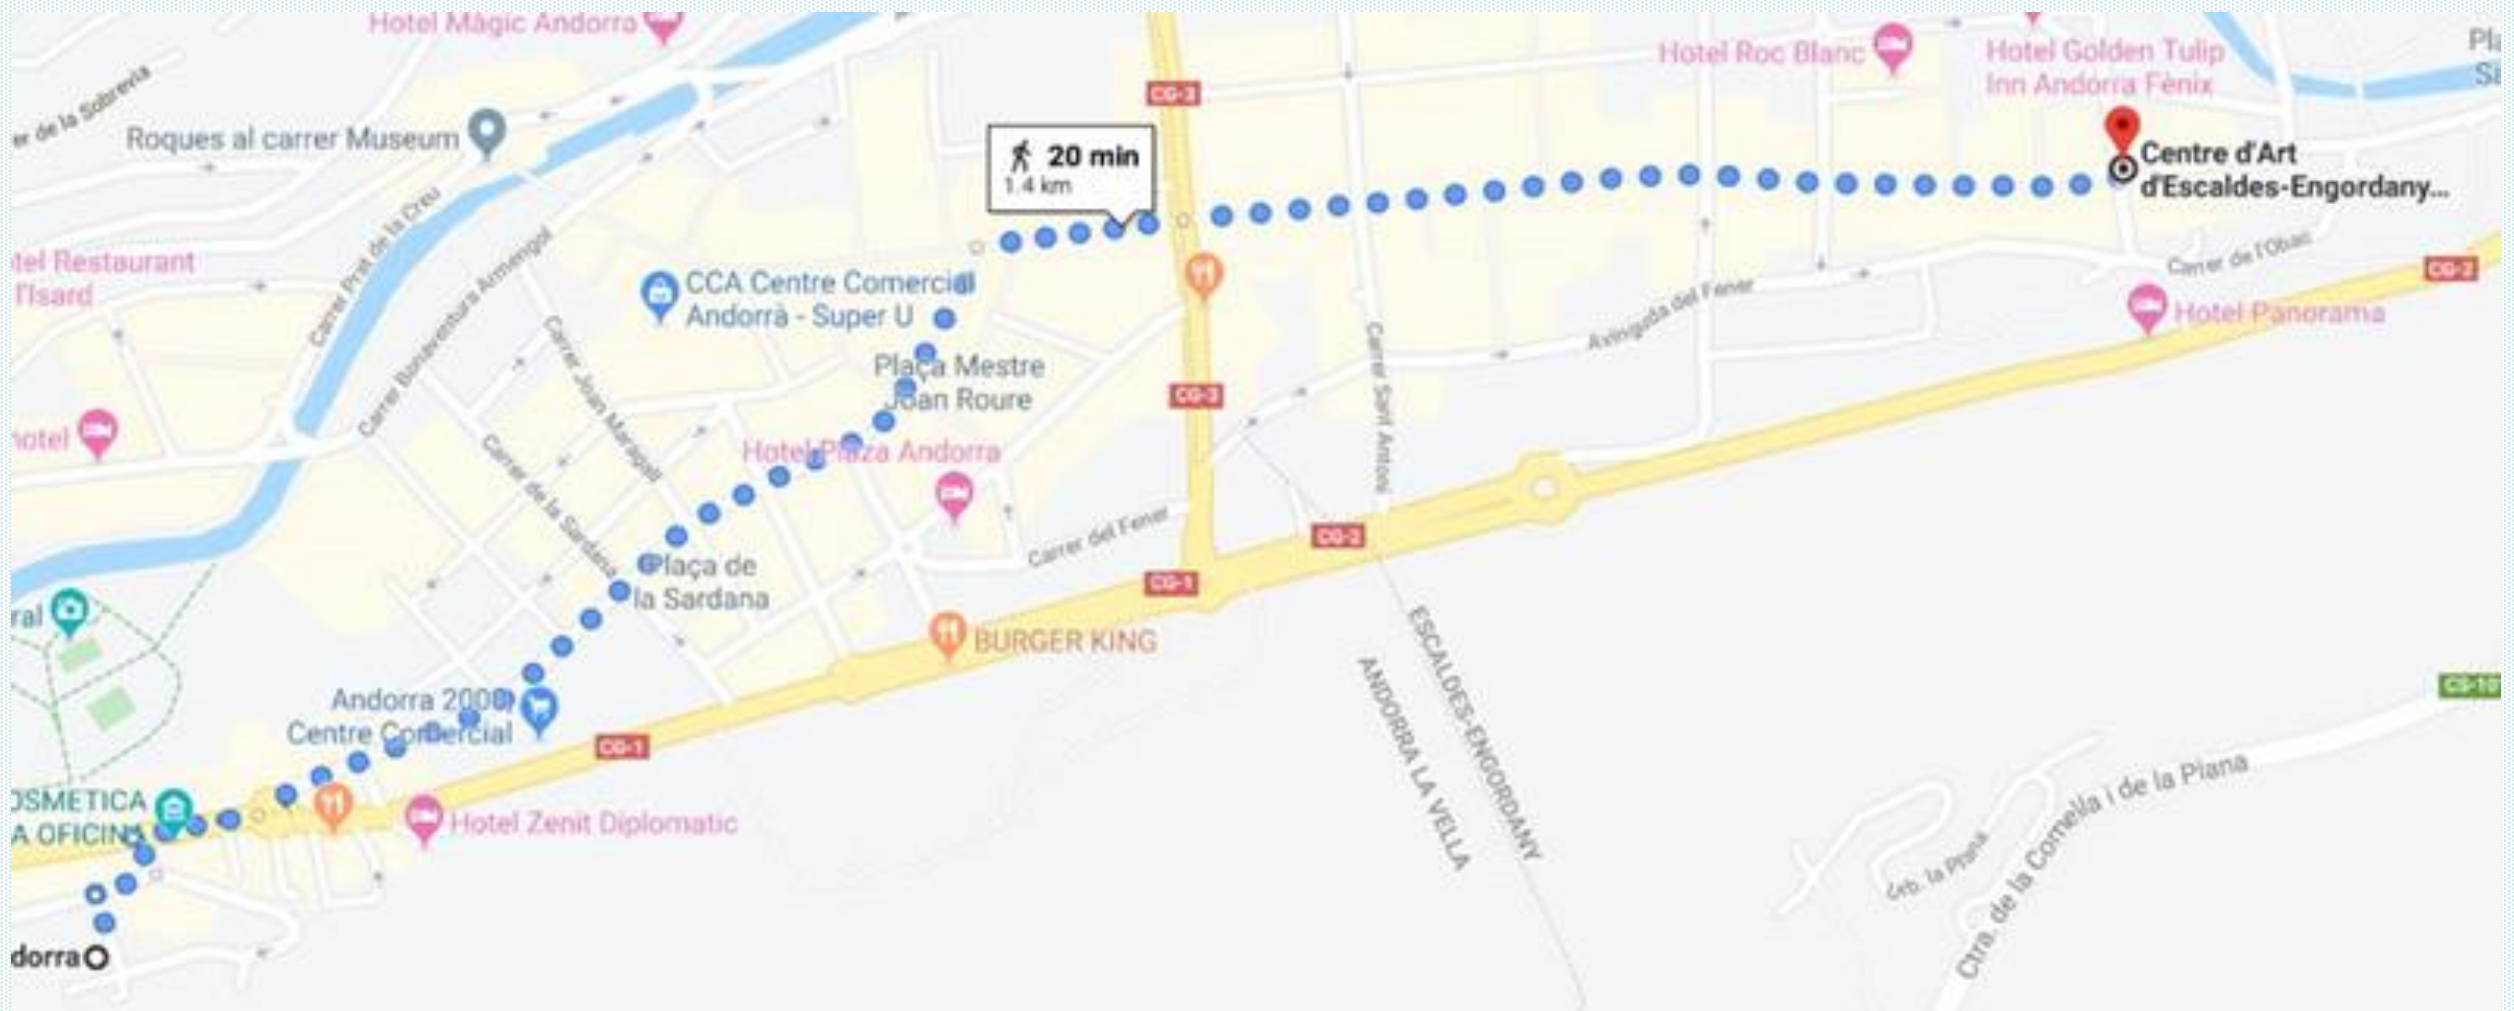 Hotel Màgic Andorra
Hotel Roc Blanc
Hotel Golden Tulip
Inn Andorra Fènix
er de la Sobrevia
CG-3
Roques al carrer Museum
20 min
1.4 km
Centre d'Art
d'Escaldes-Engordany...
Carrer Prat de la Creu
tel Restaurant
l'Isard
Carrer Bonaventura Armengol
CCA Centre Comercial
Andorrà - Super U
Carrer de l'Obac
CG-2
Avinguda del Fener
Hotel Panorama
Carrer Joan Maragall
Carrer Sant Antoni
Plaça Mestre
Joan Roure
CG-3
hotel
Hotel Plaza Andorra
Carrer de la Sardana
Carrer del Fener
CG-2
Plaça de
la Sardana
CG-1
ral
BURGER KING
ESCALDES-ENGORDANY
ANDORRA LA VELLA
Andorra 2000
Centre Comercial
CG-1
CG-10
OSMETICA
A OFICINA
Hotel Zenit Diplomatic
Urb. la Plana
Ctra. de la Comella i de la Plana
dorra